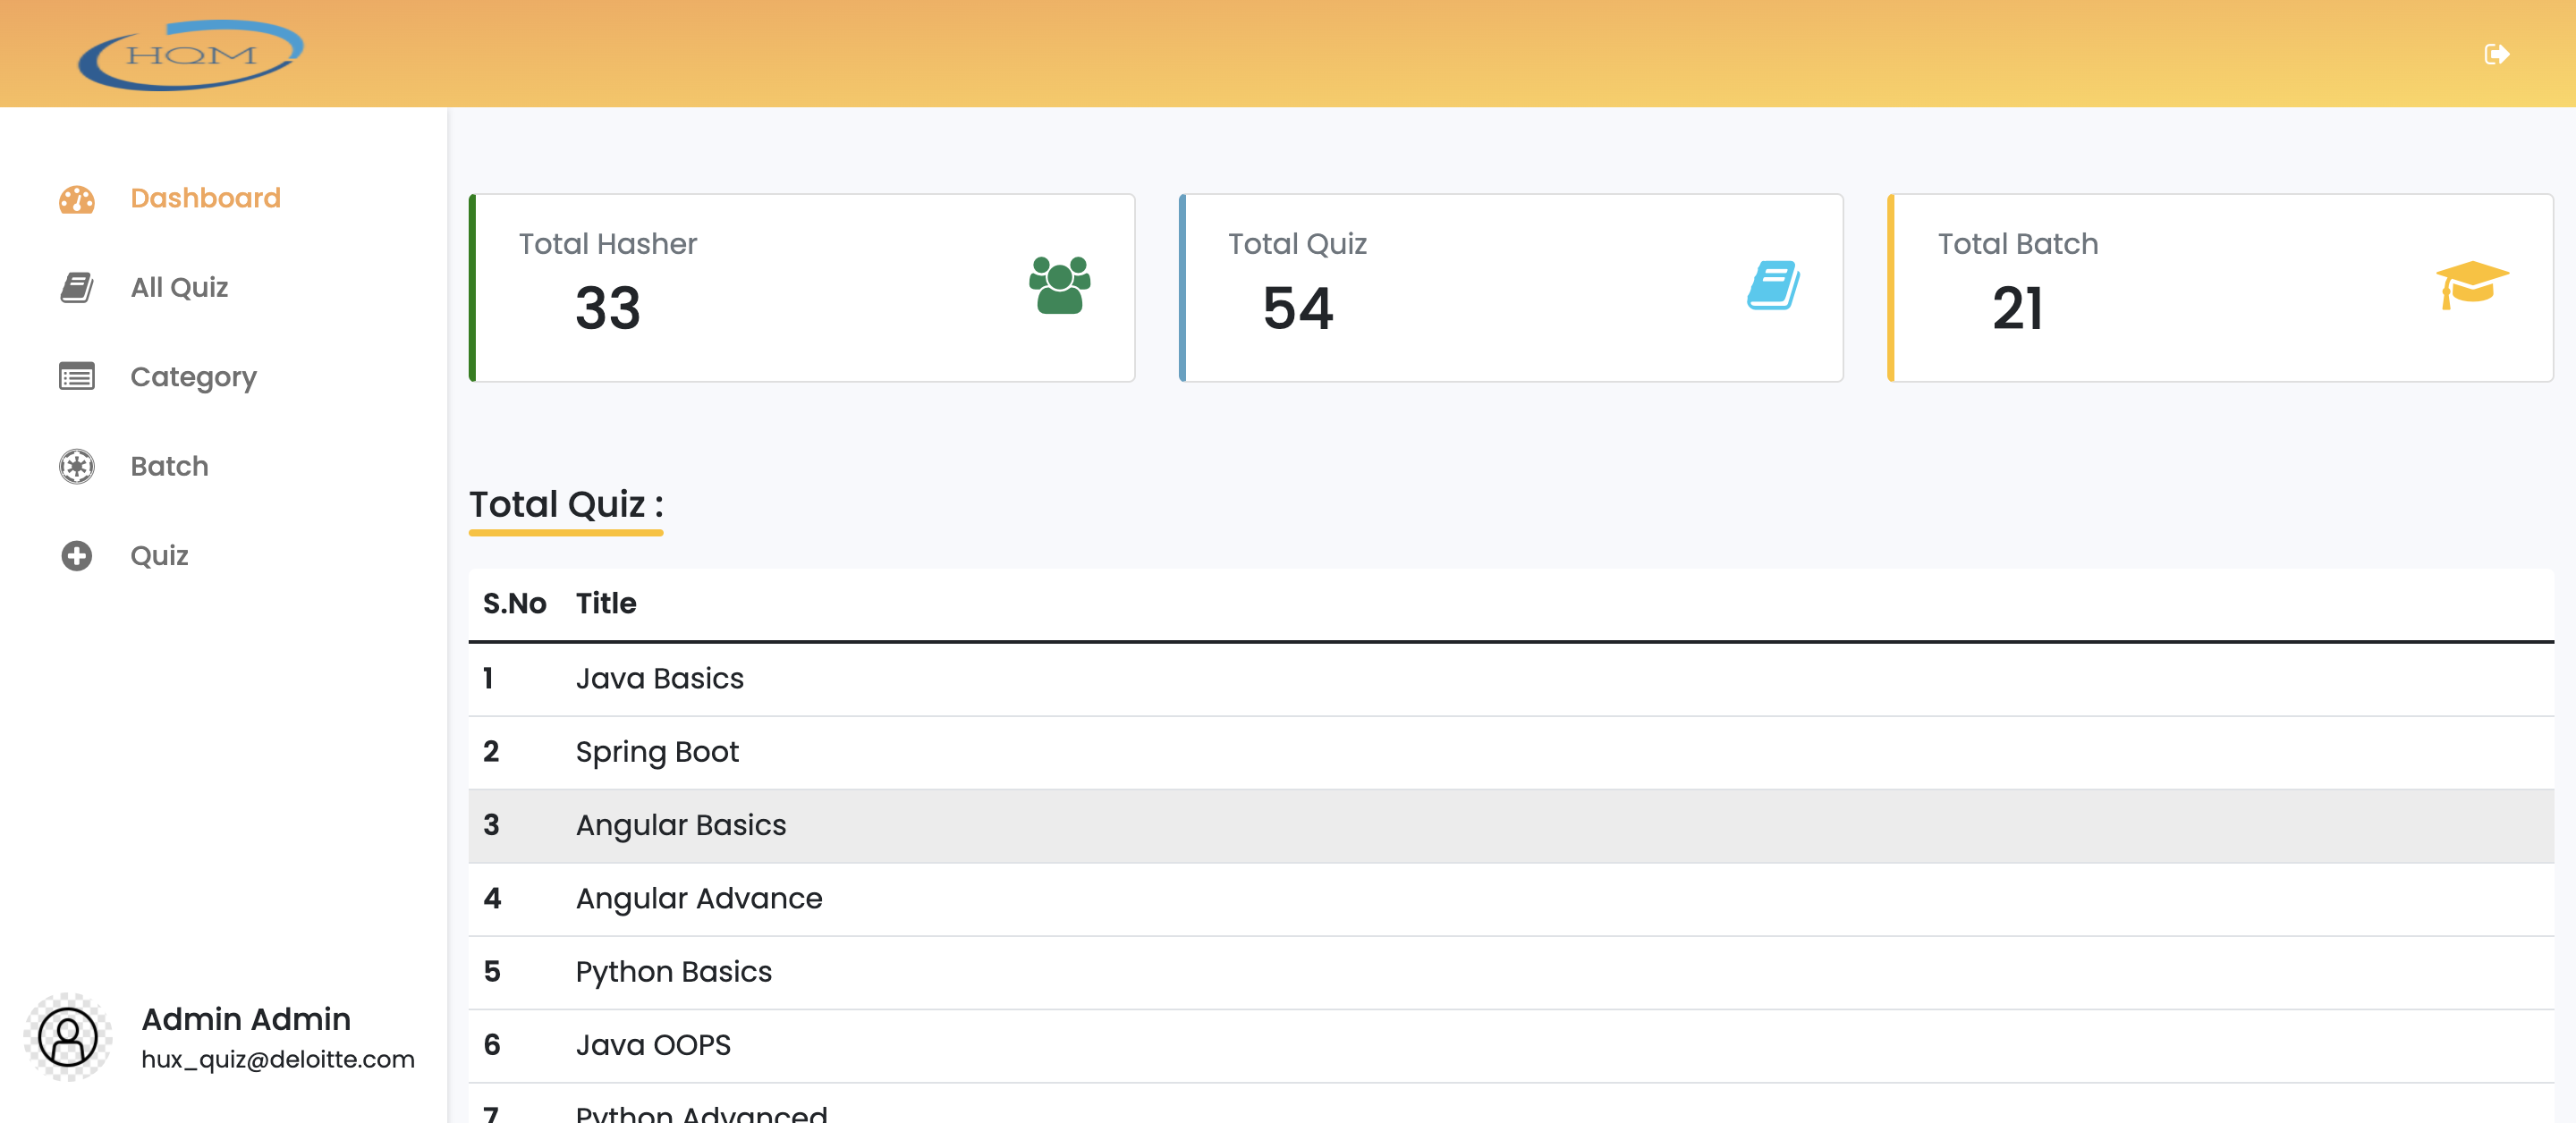 HQM
Dashboard
All Quiz
Category
Batch
Quiz
Admin Admin
hux_quiz@deloitte.com
Total Hasher
33
Total Quiz
54
Total Batch
21
Total Quiz :
S.No Title
1 Java Basics
2 Spring Boot
3 Angular Basics
4 Angular Advance
5 Python Basics
6 Java OOPS
7 Python Advanced